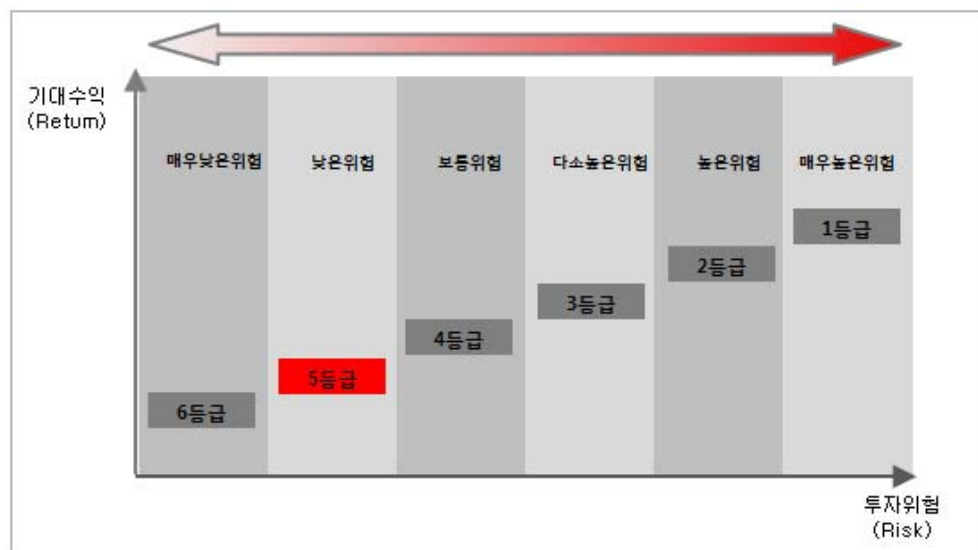 기대수익
(Return)
매우낮은위험
낮은위험
보통위험
다소높은위험
높은위험
매우높은위험
1등급
2등급
3등급
4등급
5등급
6등급
투자위험
(Risk)